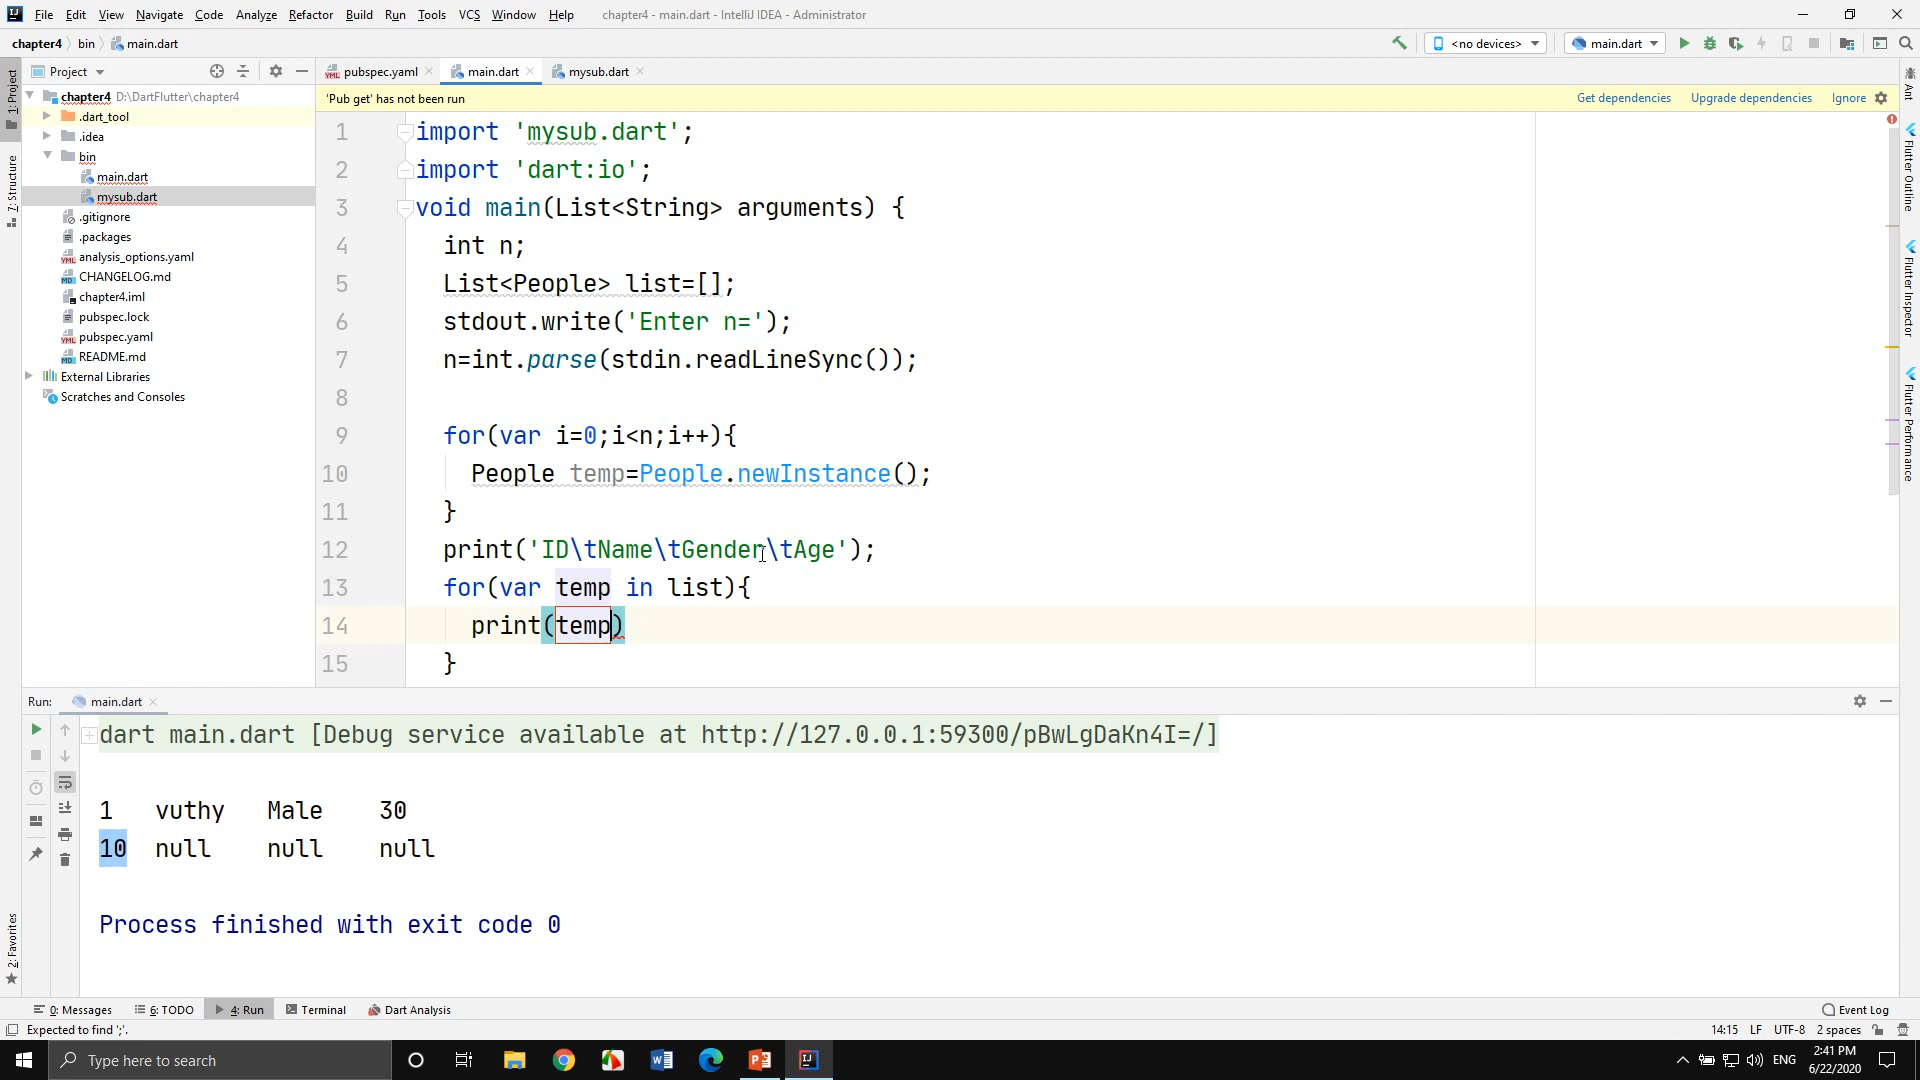 File Edit View Navigate Code Analyze Refactor Build Run Tools VCS Window Help chapter4 - main.dart - IntelliJ IDEA - Administrator
chapter4 bin main.dart <no devices> main.dart
Project pubspec.yaml main.dart mysub.dart
1: Project
7: Structure
2: Favorites
chapter4 D:\DartFlutter\chapter4
.dart_tool
.idea
bin
main.dart
mysub.dart
.gitignore
.packages
analysis_options.yaml
CHANGELOG.md
chapter4.iml
pubspec.lock
pubspec.yaml
README.md
External Libraries
Scratches and Consoles
'Pub get' has not been run Get dependencies Upgrade dependencies Ignore
1 import 'mysub.dart';
2 import 'dart:io';
3 void main(List<String> arguments) {
4 int n;
5 List<People> list=[];
6 stdout.write('Enter n=');
7 n=int.parse(stdin.readLineSync());
8
9 for(var i=0;i<n;i++){
10 People temp=People.newInstance();
11 }
12 print('ID\tName\tGender\tAge');
13 for(var temp in list){
14 print(temp)
15 }
Ant
Flutter Outline
Flutter Inspector
Flutter Performance
Run: main.dart
dart main.dart [Debug service available at http://127.0.0.1:59300/pBwLgDaKn4I=/]
1 vuthy Male 30
10 null null null
Process finished with exit code 0
0: Messages 6: TODO 4: Run Terminal Dart Analysis Event Log
Expected to find ';'. 14:15 LF UTF-8 2 spaces
Type here to search ENG 2:41 PM
6/22/2020